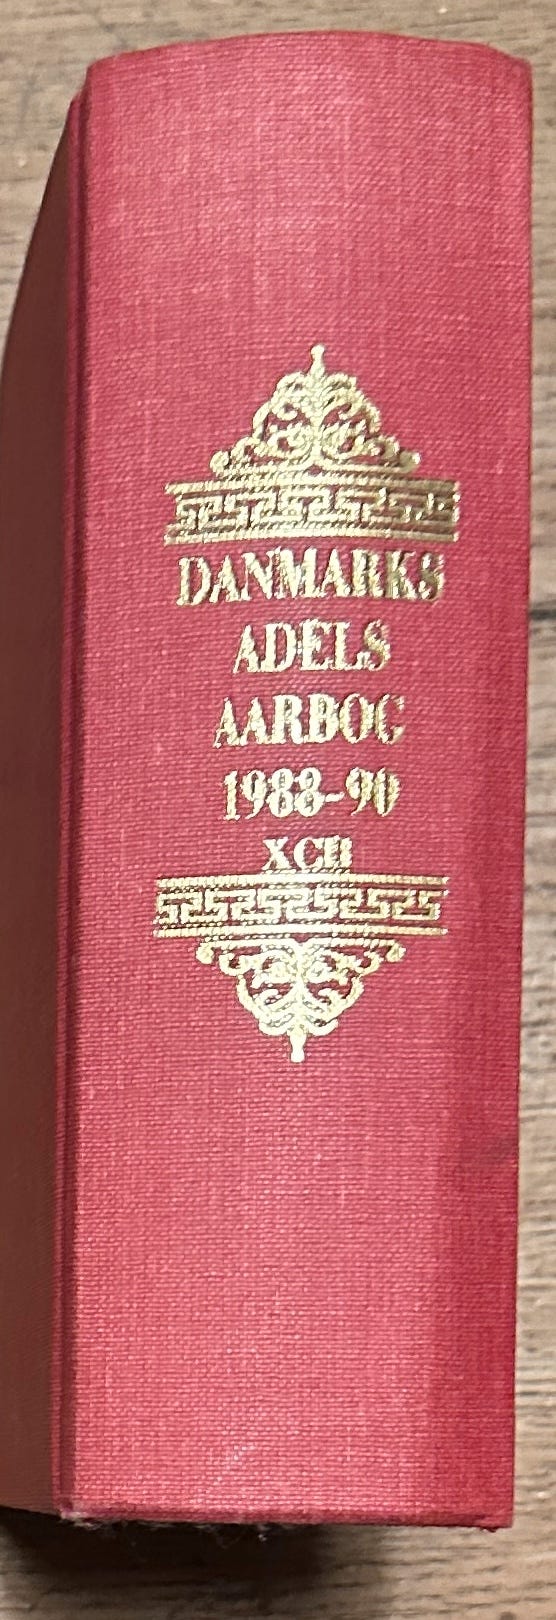 DANMARKS
ADELS
AARBOG
1988-90
XCII